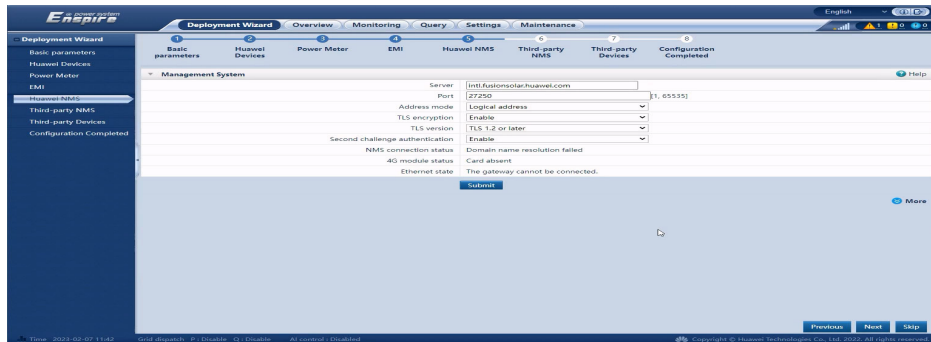 Enspire
English
Deployment Wizard Overview Monitoring Query Settings Maintenance
1 0 0
Deployment Wizard
Basic parameters
Huawei Devices
Power Meter
EMI
Huawei NMS
Third-party NMS
Third-party Devices
Configuration Completed
1 2 3 4 5 6 7 8
Basic parameters
Huawei Devices
Power Meter
EMI
Huawei NMS
Third-party NMS
Third-party Devices
Configuration Completed
Management System
Help
Server intl.fusionsolar.huawei.com
Port 27250 [1, 65535]
Address mode Logical address
TLS encryption Enable
TLS version TLS 1.2 or later
Second challenge authentication Enable
NMS connection status Domain name resolution failed
4G module status Card absent
Ethernet state The gateway cannot be connected.
Submit
More
Previous Next Skip
Time 2023-02-07 11:42 Grid dispatch P : Disable Q : Disable AI control : Disabled Copyright © Huawei Technologies Co., Ltd. 2022. All rights reserved.